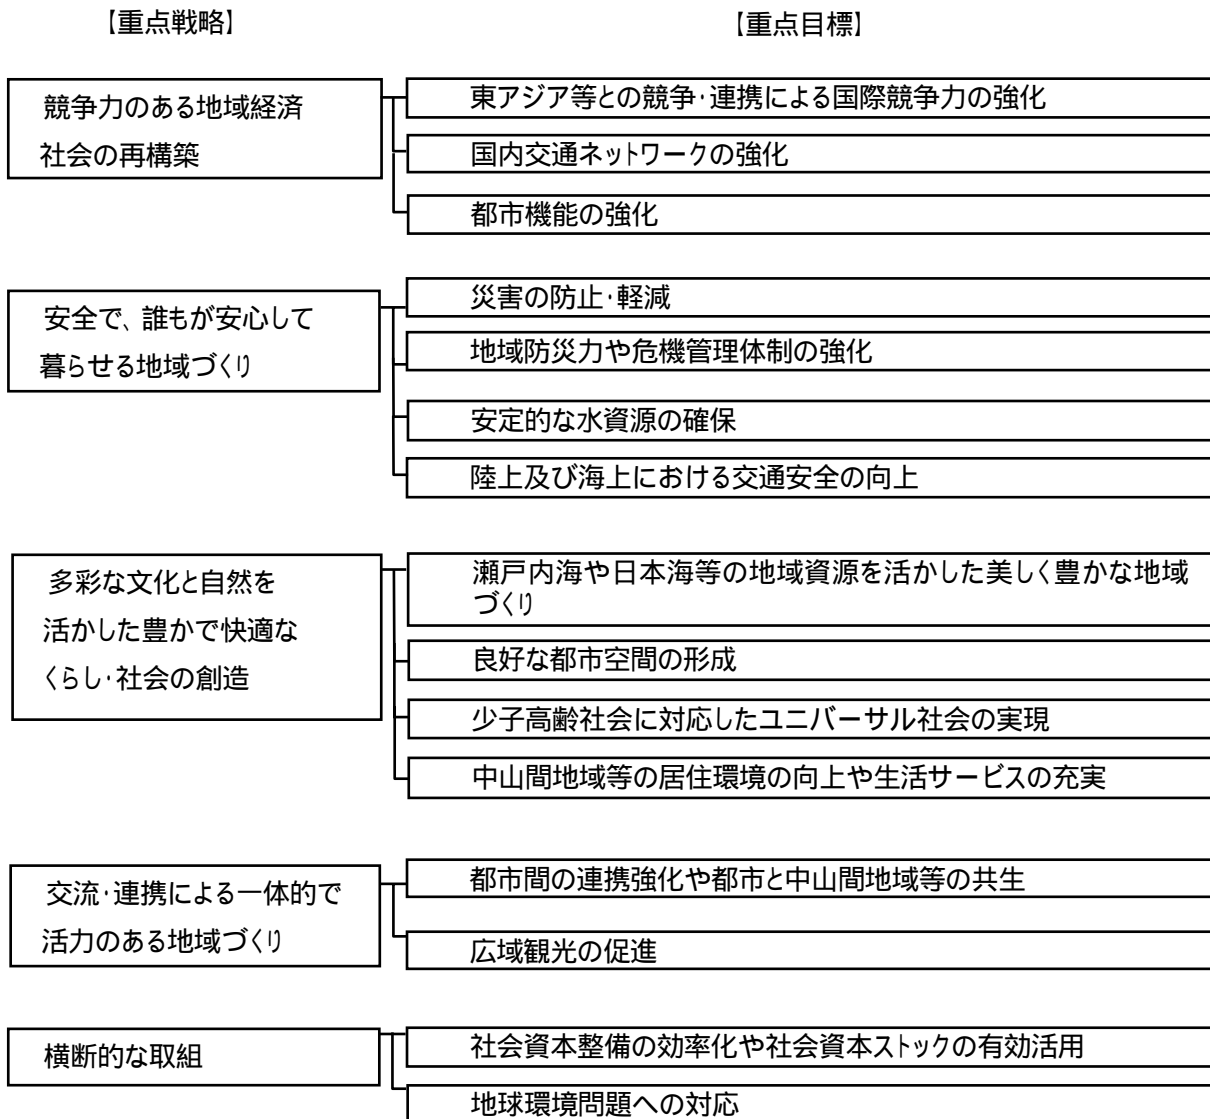 【重点戦略】
【重点目標】
競争力のある地域経済
社会の再構築
東アジア等との競争・連携による国際競争力の強化
国内交通ネットワークの強化
都市機能の強化
安全で、誰もが安心して
暮らせる地域づくり
災害の防止・軽減
地域防災力や危機管理体制の強化
安定的な水資源の確保
陸上及び海上における交通安全の向上
多彩な文化と自然を
活かした豊かで快適な
くらし・社会の創造
瀬戸内海や日本海等の地域資源を活かした美しく豊かな地域
づくり
良好な都市空間の形成
少子高齢社会に対応したユニバーサル社会の実現
中山間地域等の居住環境の向上や生活サービスの充実
交流・連携による一体的で
活力のある地域づくり
都市間の連携強化や都市と中山間地域等の共生
広域観光の促進
横断的な取組
社会資本整備の効率化や社会資本ストックの有効活用
地球環境問題への対応